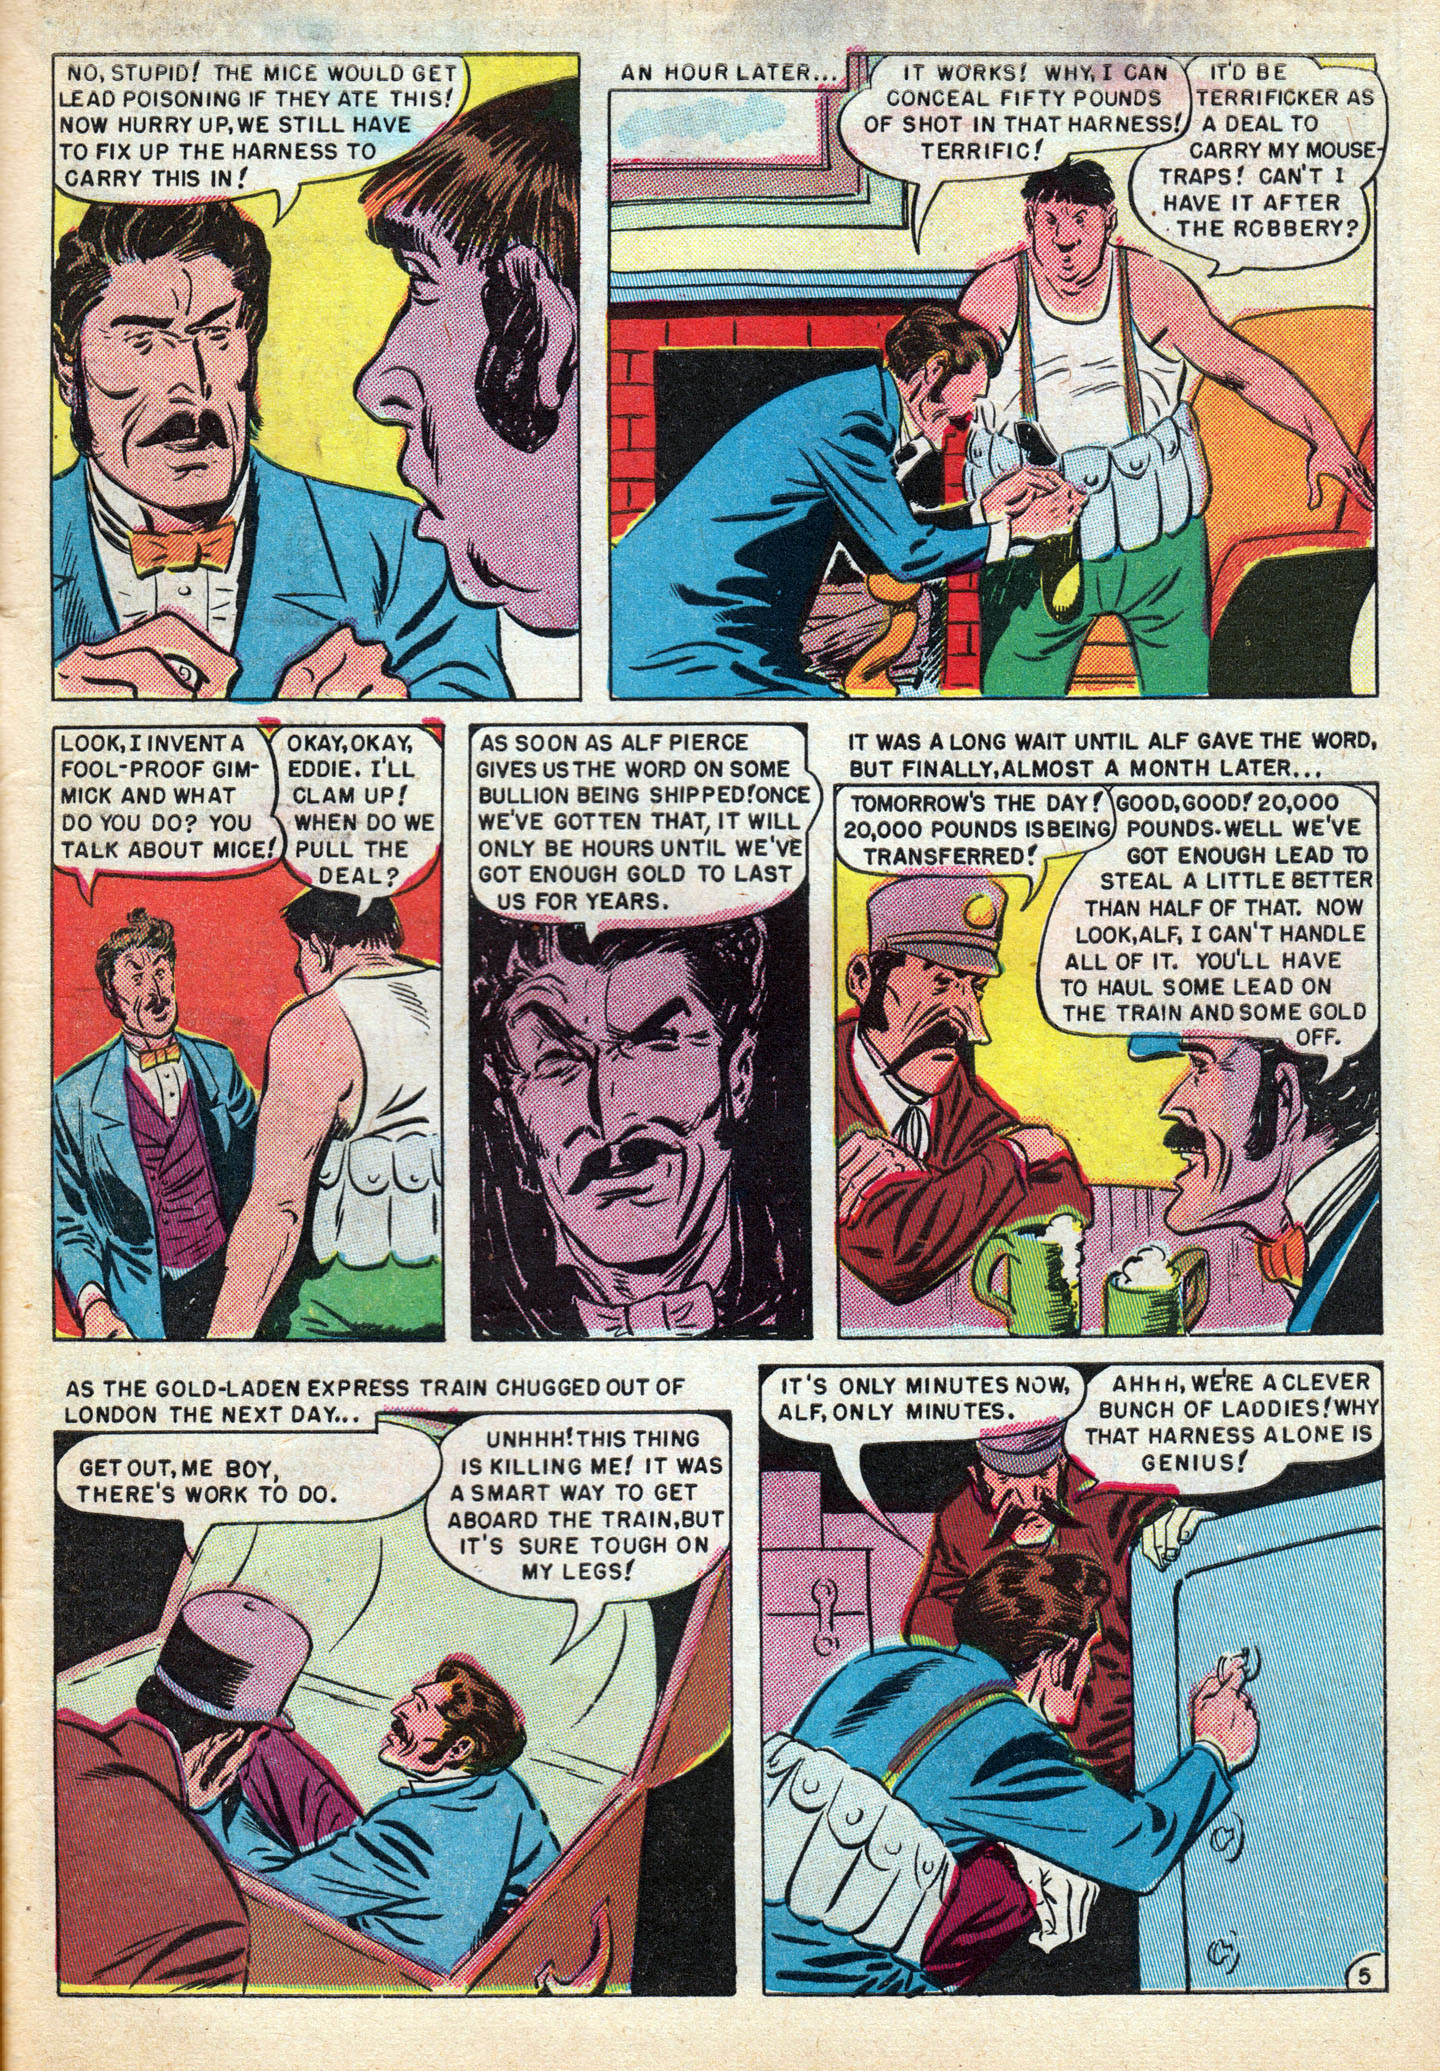 NO, STUPID! THE MICE WOULD GET
LEAD POISONING IF THEY ATE THIS!
NOW HURRY UP, WE STILL HAVE
TO FIX UP THE HARNESS TO
CARRY THIS IN!
AN HOUR LATER...
IT WORKS! WHY, I CAN
CONCEAL FIFTY POUNDS
OF SHOT IN THAT HARNESS!
TERRIFIC!
IT'D BE
TERRIFICKER AS
A DEAL TO
CARRY MY MOUSE-
TRAPS! CAN'T I
HAVE IT AFTER
THE ROBBERY?
LOOK, I INVENT A
FOOL-PROOF GIM-
MICK AND WHAT
DO YOU DO? YOU
TALK ABOUT MICE!
OKAY, OKAY,
EDDIE. I'LL
CLAM UP!
WHEN DO WE
PULL THE
DEAL?
AS SOON AS ALF PIERCE
GIVES US THE WORD ON SOME
BULLION BEING SHIPPED! ONCE
WE'VE GOTTEN THAT, IT WILL
ONLY BE HOURS UNTIL WE'VE
GOT ENOUGH GOLD TO LAST
US FOR YEARS.
IT WAS A LONG WAIT UNTIL ALF GAVE THE WORD,
BUT FINALLY, ALMOST A MONTH LATER...
TOMORROW'S THE DAY!
20,000 POUNDS IS BEING
TRANSFERRED!
GOOD, GOOD! 20,000
POUNDS. WELL WE'VE
GOT ENOUGH LEAD TO
STEAL A LITTLE BETTER
THAN HALF OF THAT. NOW
LOOK, ALF, I CAN'T HANDLE
ALL OF IT. YOU'LL HAVE
TO HAUL SOME LEAD ON
THE TRAIN AND SOME GOLD
OFF.
AS THE GOLD-LADEN EXPRESS TRAIN CHUGGED OUT OF
LONDON THE NEXT DAY...
GET OUT, ME BOY,
THERE'S WORK TO DO.
UNHHH! THIS THING
IS KILLING ME! IT WAS
A SMART WAY TO GET
ABOARD THE TRAIN, BUT
IT'S SURE TOUGH ON
MY LEGS!
IT'S ONLY MINUTES NOW,
ALF, ONLY MINUTES.
AHHH, WE'RE A CLEVER
BUNCH OF LADDIES! WHY
THAT HARNESS ALONE IS
GENIUS!
5